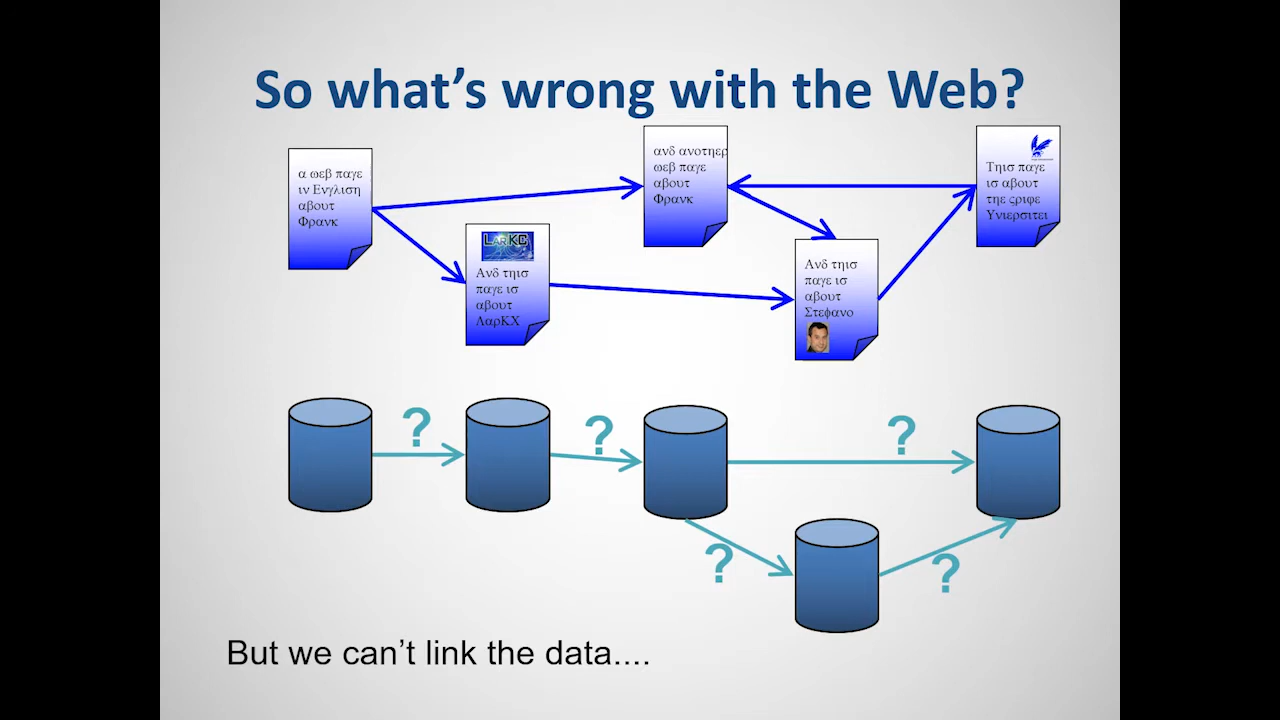 So what’s wrong with the Web?
α ωεβ παγε
ιν Ενγλιση
αβουτ
Φρανκ
ανδ ανοτηερ
ωεβ παγε
αβουτ
Φρανκ
Τηισ παγε
ισ αβουτ
τηε ςριφε
Υνιερσιτει
LARKC
Ανδ τηισ
παγε ισ
αβουτ
ΛαρΚΧ
Ανδ τηισ
παγε ισ
αβουτ
Στεφανο
?
?
?
?
?
But we can’t link the data....